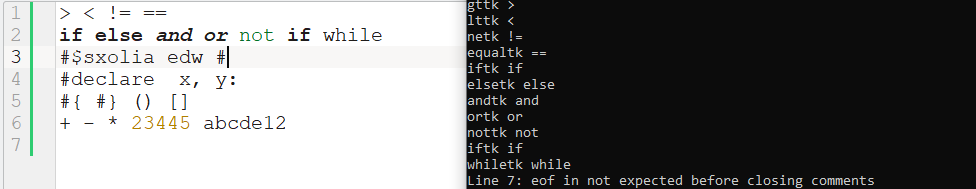 1 > < != ==
2 if else and or not if while
3 #$sxolia edw #
4 #declare  x, y:
5 #{ #} () []
6 + - * 23445 abcde12
7
gttk >
lttk <
netk !=
equaltk ==
iftk if
elsetk else
andtk and
ortk or
nottk not
iftk if
whiletk while
Line 7: eof in not expected before closing comments